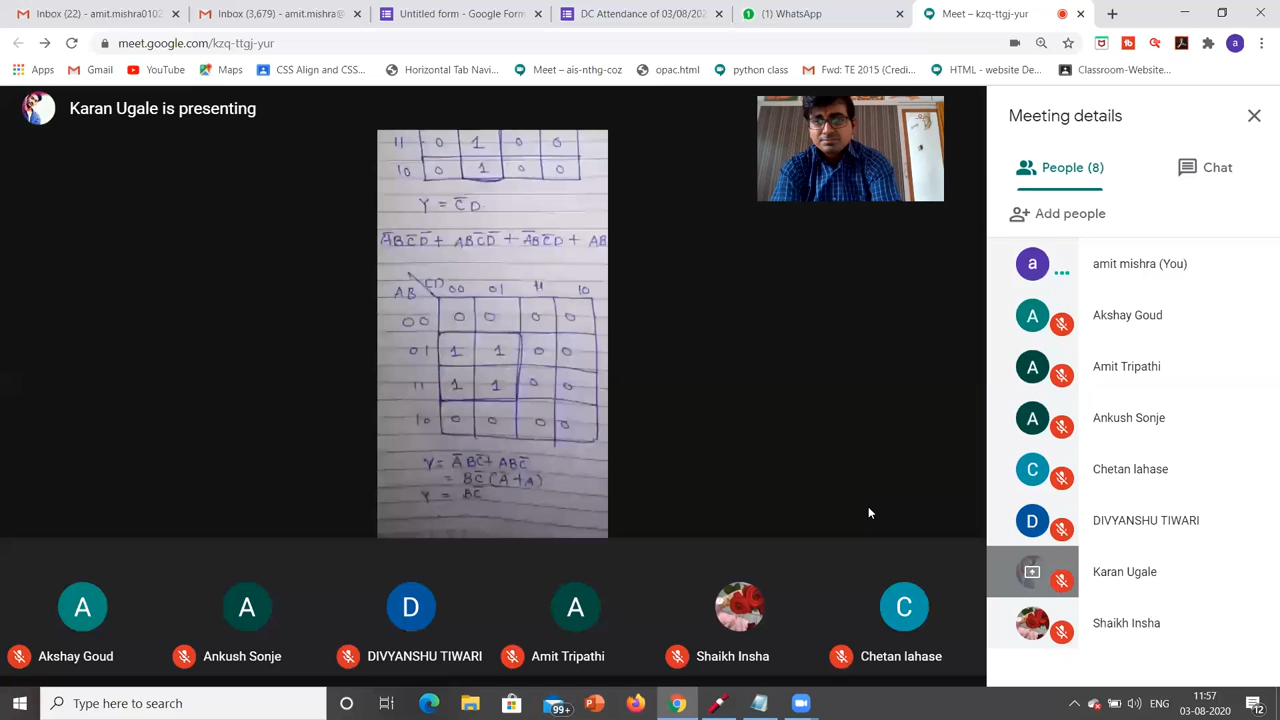 Inbox (22) - amit.mishra0102
Inbox (3,679) - amit.mishra@
Untitled form - Google Form
DC Attendance of 03/08/202
(1) WhatsApp
Meet – kzq-ttgj-yur
meet.google.com/kzq-ttgj-yur
Apps
Gmail
YouTube
Maps
CSS Align and CSS J
Horizontal Tab Navi...
Meet – ais-nthg-coz
opac.html
python class
Fwd: TE 2015 (Credi...
HTML - website De...
Classroom-Website...
Karan Ugale is presenting
11 0 1 0 0
10 0 1 0
Y = C̅D
A̅BC̅D̅ + ABC̅D̅ + A̅BC̅D + AB
AB CD 00 01 11 10
00 0 0 0 0
01 1 1 0 0
11 1 1 0 0
10 0 0 0 0
Y = A̅BC̅ + ABC̅
BC̅(A̅+A)
Y = BC̅
Meeting details
People (8)
Chat
Add people
a
amit mishra (You)
A
Akshay Goud
A
Amit Tripathi
A
Ankush Sonje
C
Chetan lahase
D
DIVYANSHU TIWARI
Karan Ugale
Shaikh Insha
A
A
D
A
C
Akshay Goud
Ankush Sonje
DIVYANSHU TIWARI
Amit Tripathi
Shaikh Insha
Chetan lahase
Type here to search
99+
ENG
11:57
03-08-2020
12